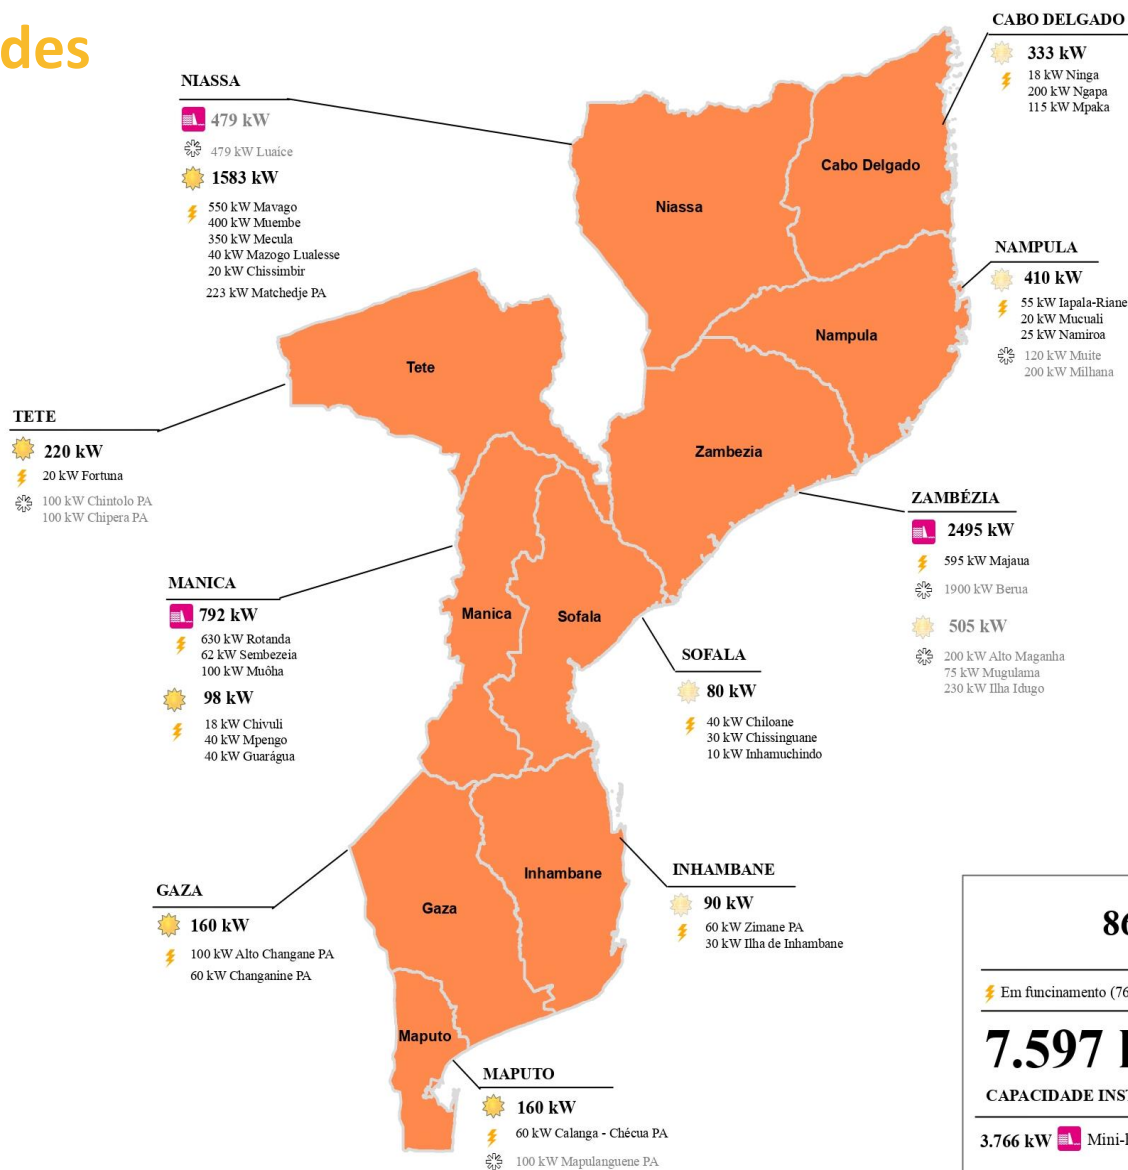 des
CABO DELGADO
333 kW
18 kW Ninga
200 kW Ngapa
115 kW Mpaka
NIASSA
479 kW
479 kW Luaice
1583 kW
550 kW Mavago
400 kW Muembe
350 kW Mecula
40 kW Mazogo Lualesse
20 kW Chissimbir
223 kW Matchedje PA
Cabo Delgado
Niassa
NAMPULA
410 kW
55 kW Iapala-Riane
20 kW Mucuali
25 kW Namiroa
120 kW Muite
200 kW Milhana
Nampula
Tete
TETE
220 kW
20 kW Fortuna
100 kW Chintolo PA
100 kW Chipera PA
Zambezia
ZAMBÉZIA
2495 kW
595 kW Majaua
1900 kW Berua
505 kW
200 kW Alto Maganha
75 kW Mugulama
230 kW Ilha Idugo
MANICA
792 kW
630 kW Rotanda
62 kW Sembezeia
100 kW Muôha
98 kW
18 kW Chivuli
40 kW Mpengo
40 kW Guarágua
Manica
Sofala
SOFALA
80 kW
40 kW Chiloane
30 kW Chissinguane
10 kW Inhamuchindo
Inhambane
INHAMBANE
90 kW
60 kW Zimane PA
30 kW Ilha de Inhambane
GAZA
160 kW
100 kW Alto Changane PA
60 kW Changanine PA
Gaza
Maputo
MAPUTO
160 kW
60 kW Calanga - Chécua PA
100 kW Mapulanguene PA
86
Em funcinamento (76
7.597
CAPACIDADE INST
3.766 kW Mini-